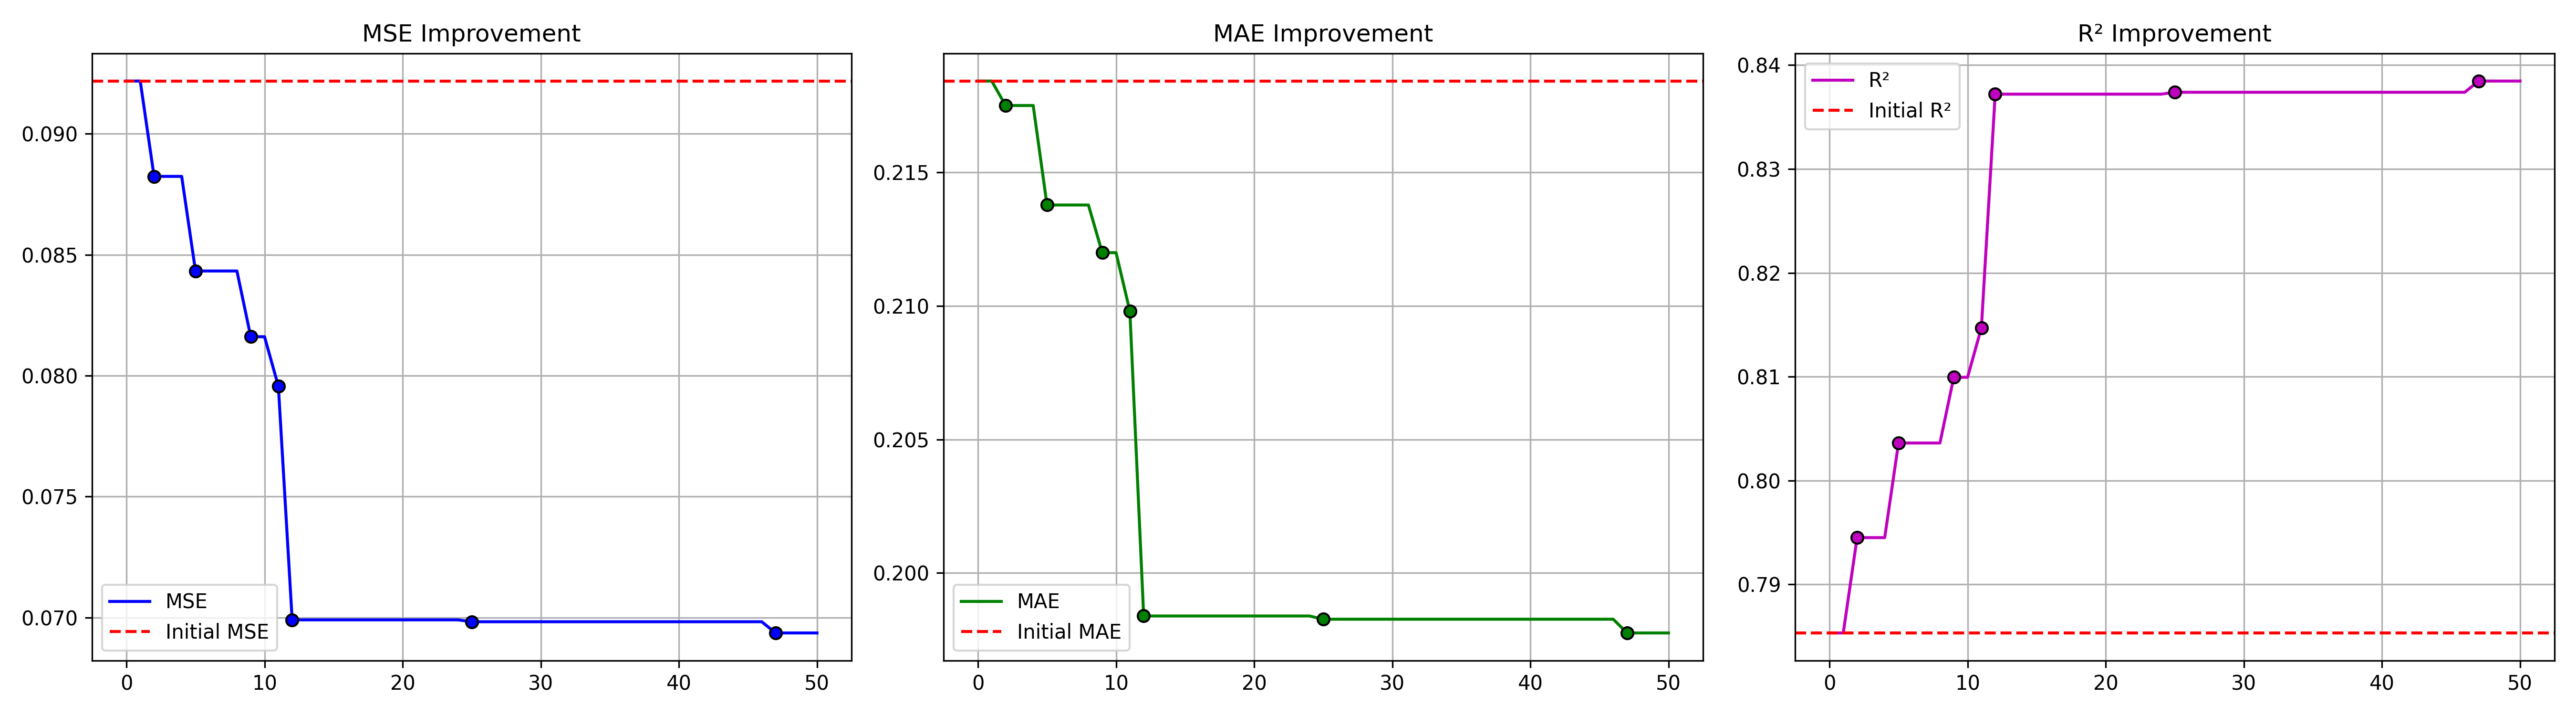 MSE Improvement
0.090
0.085
0.080
0.075
0.070
MSE
Initial MSE
0 10 20 30 40 50
MAE Improvement
0.215
0.210
0.205
0.200
MAE
Initial MAE
0 10 20 30 40 50
R² Improvement
0.84
0.83
0.82
0.81
0.80
0.79
R²
Initial R²
0 10 20 30 40 50